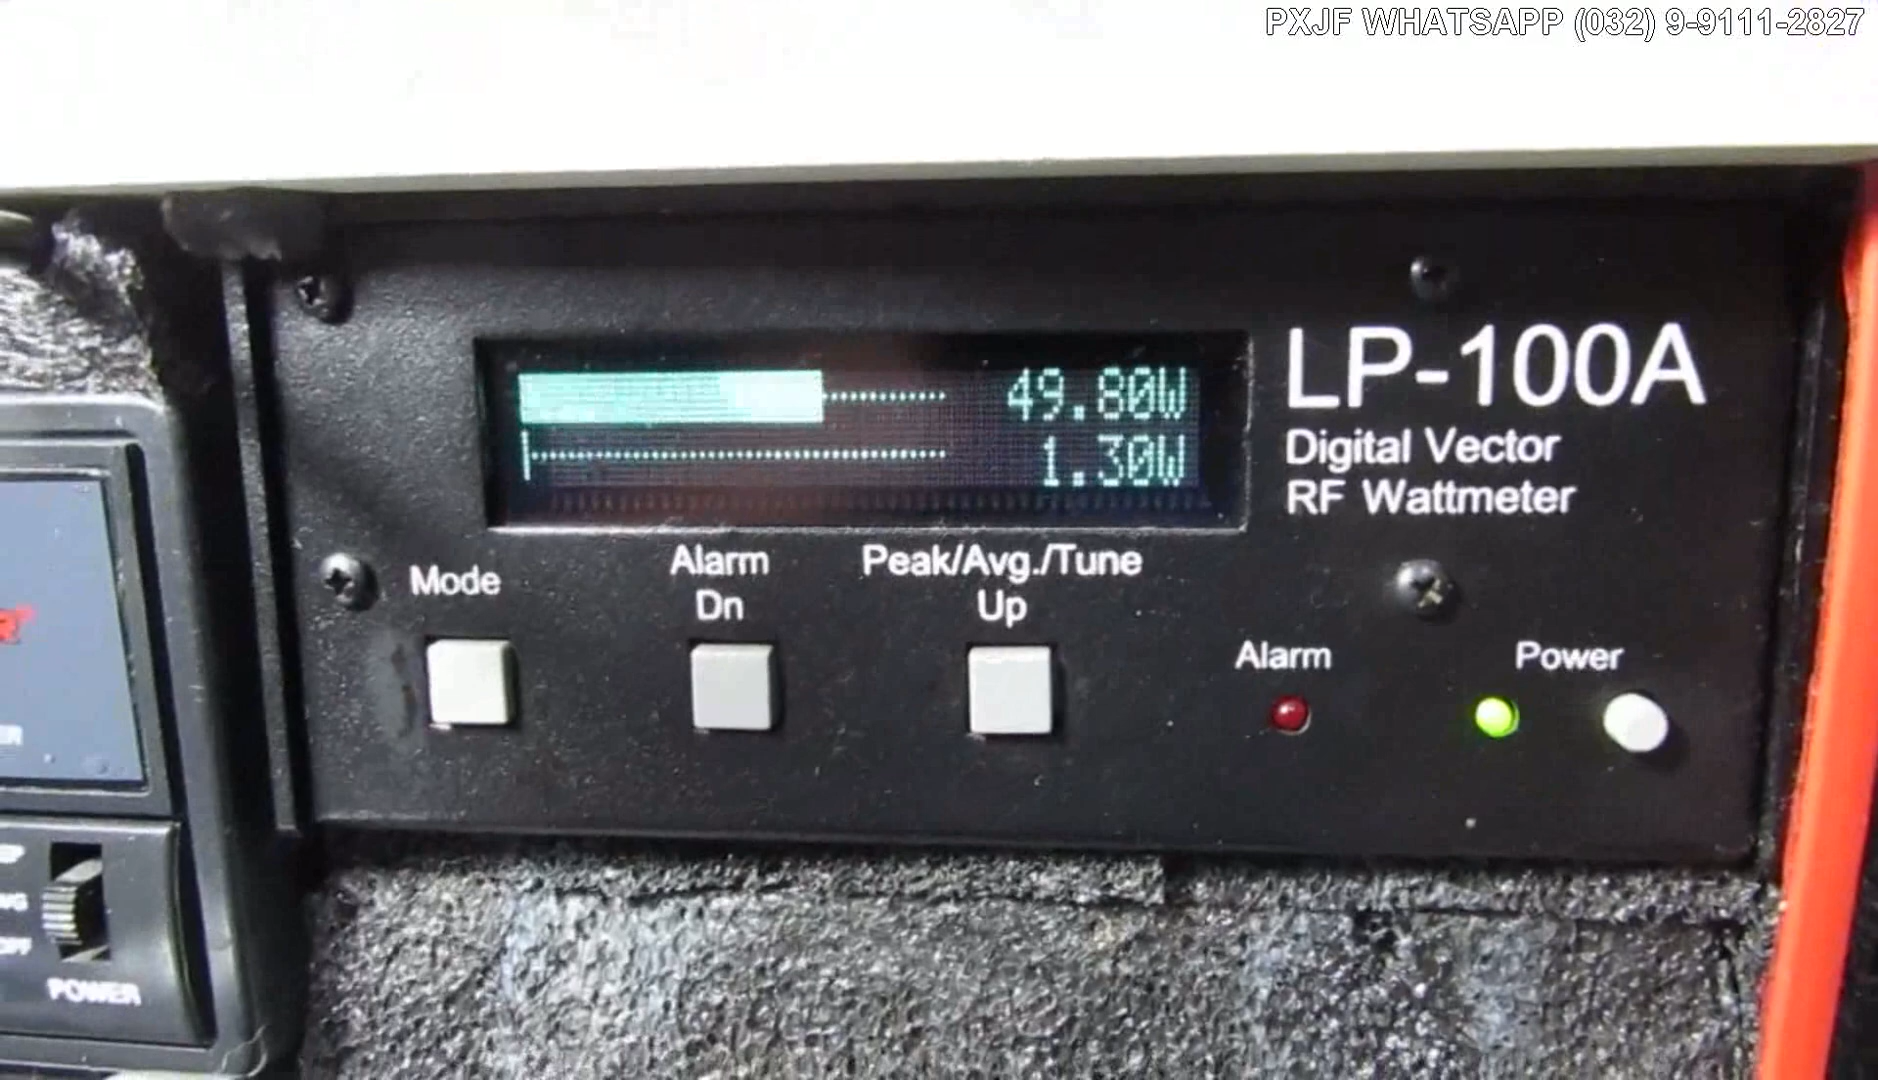 PXJF WHATSAPP (032) 9-9111-2827
49.80W
1.30W
LP-100A
Digital Vector
RF Wattmeter
Mode
Alarm
Dn
Peak/Avg./Tune
Up
Alarm
Power
POWER